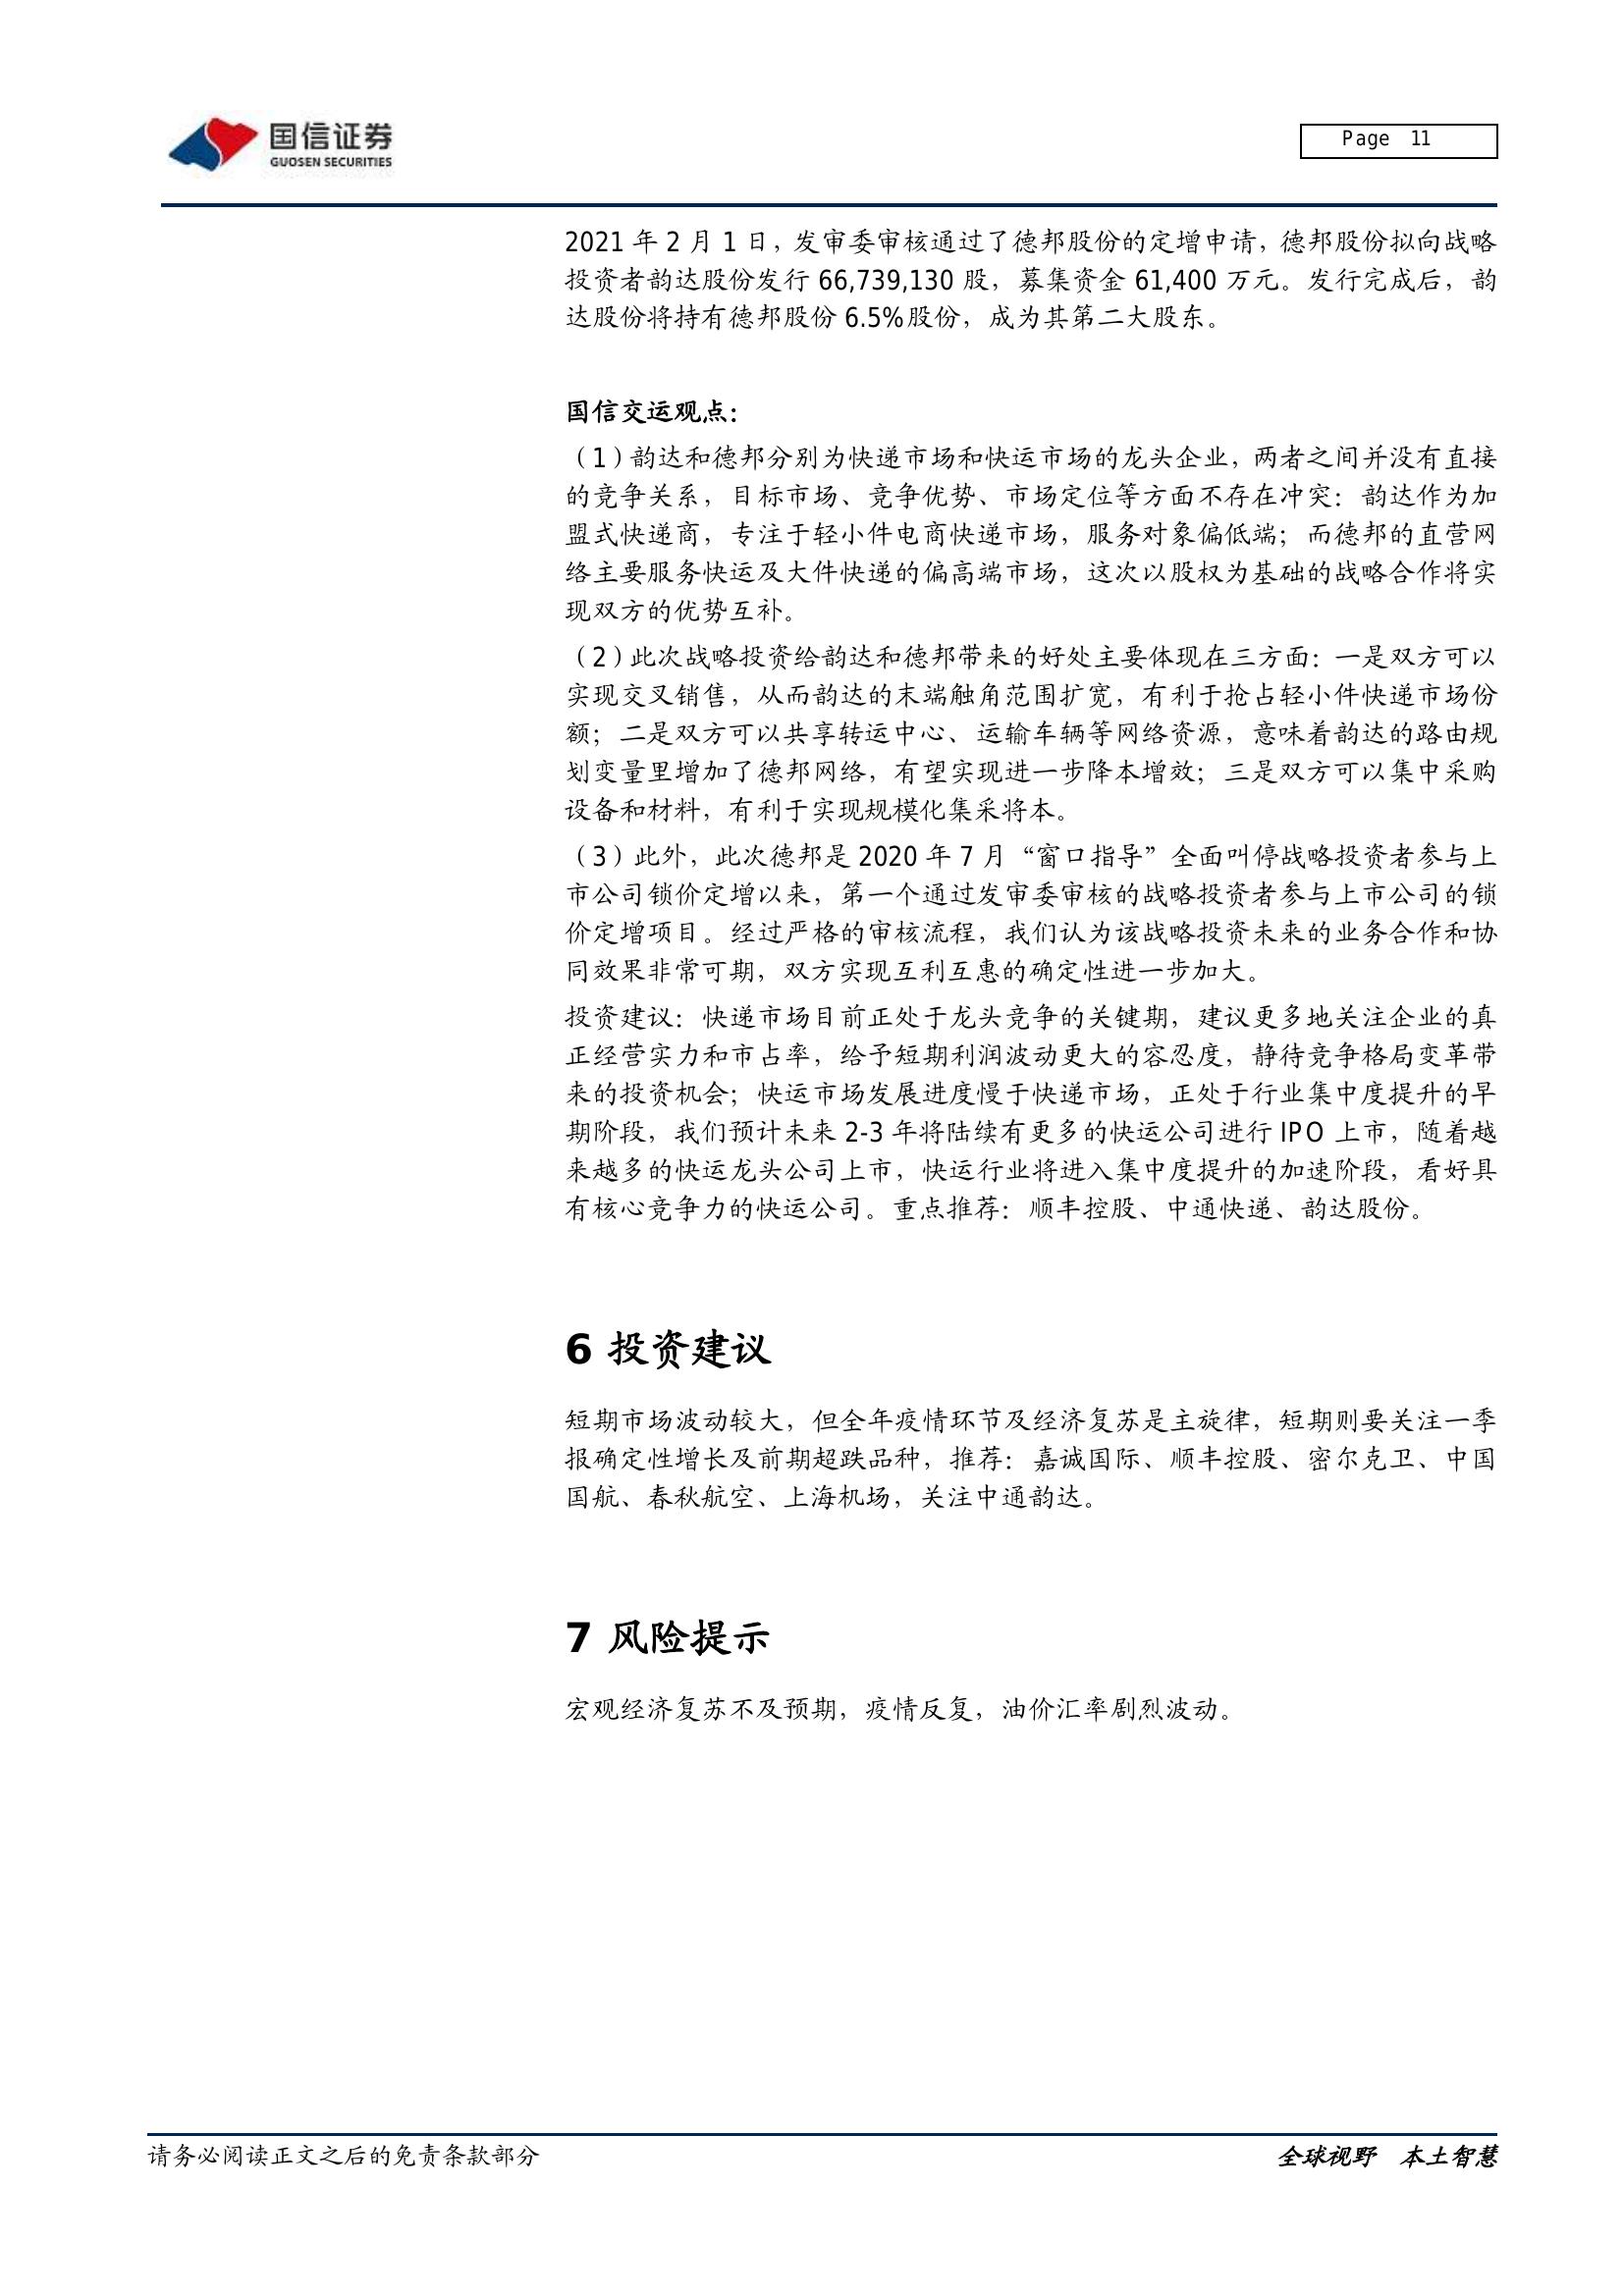 国信证券
GUOSEN SECURITIES
Page 11
2021 年 2 月 1 日，发审委审核通过了德邦股份的定增申请，德邦股份拟向战略
投资者韵达股份发行 66,739,130 股，募集资金 61,400 万元。发行完成后，韵
达股份将持有德邦股份 6.5%股份，成为其第二大股东。
国信交运观点：
（1）韵达和德邦分别为快递市场和快运市场的龙头企业，两者之间并没有直接
的竞争关系，目标市场、竞争优势、市场定位等方面不存在冲突：韵达作为加
盟式快递商，专注于轻小件电商快递市场，服务对象偏低端；而德邦的直营网
络主要服务快运及大件快递的偏高端市场，这次以股权为基础的战略合作将实
现双方的优势互补。
（2）此次战略投资给韵达和德邦带来的好处主要体现在三方面：一是双方可以
实现交叉销售，从而韵达的末端触角范围扩宽，有利于抢占轻小件快递市场份
额；二是双方可以共享转运中心、运输车辆等网络资源，意味着韵达的路由规
划变量里增加了德邦网络，有望实现进一步降本增效；三是双方可以集中采购
设备和材料，有利于实现规模化集采将本。
（3）此外，此次德邦是 2020 年 7 月“窗口指导”全面叫停战略投资者参与上
市公司锁价定增以来，第一个通过发审委审核的战略投资者参与上市公司的锁
价定增项目。经过严格的审核流程，我们认为该战略投资未来的业务合作和协
同效果非常可期，双方实现互利互惠的确定性进一步加大。
投资建议：快递市场目前正处于龙头竞争的关键期，建议更多地关注企业的真
正经营实力和市占率，给予短期利润波动更大的容忍度，静待竞争格局变革带
来的投资机会；快运市场发展进度慢于快递市场，正处于行业集中度提升的早
期阶段，我们预计未来 2-3 年将陆续有更多的快运公司进行 IPO 上市，随着越
来越多的快运龙头公司上市，快运行业将进入集中度提升的加速阶段，看好具
有核心竞争力的快运公司。重点推荐：顺丰控股、中通快递、韵达股份。
6 投资建议
短期市场波动较大，但全年疫情环节及经济复苏是主旋律，短期则要关注一季
报确定性增长及前期超跌品种，推荐：嘉诚国际、顺丰控股、密尔克卫、中国
国航、春秋航空、上海机场，关注中通韵达。
7 风险提示
宏观经济复苏不及预期，疫情反复，油价汇率剧烈波动。
请务必阅读正文之后的免责条款部分
全球视野 本土智慧